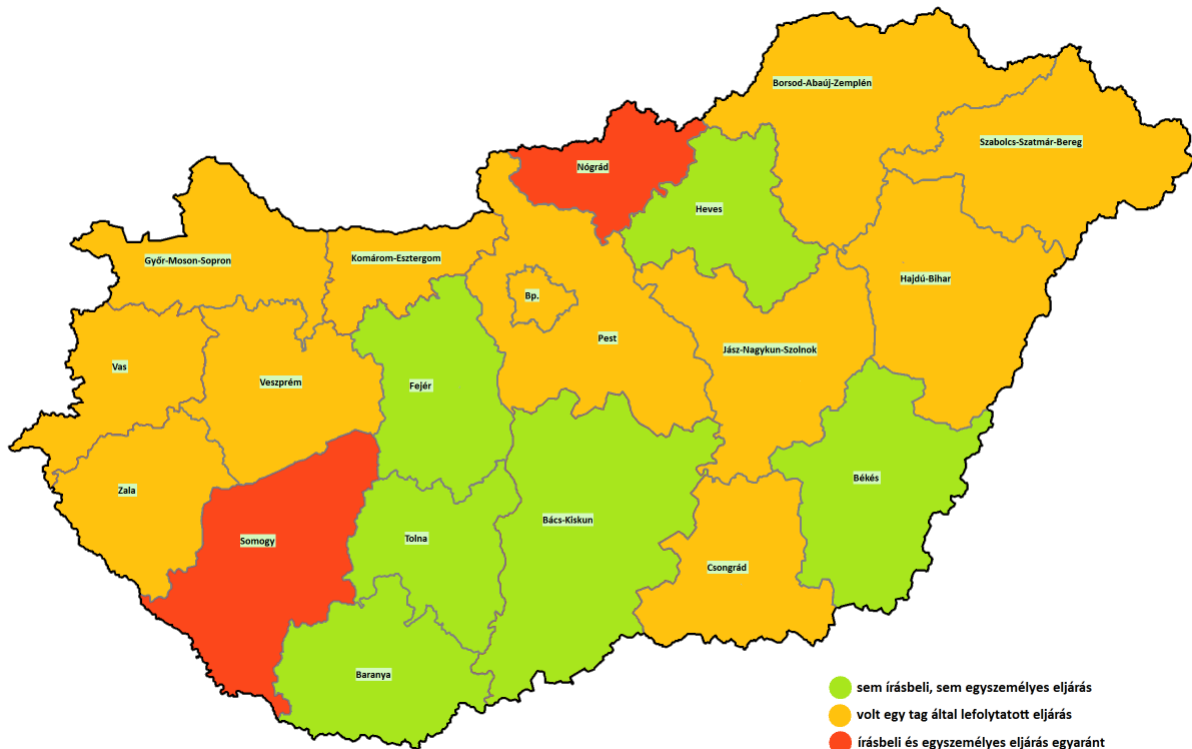 Borsod-Abaúj-Zemplén
Szabolcs-Szatmár-Bereg
Nógrád
Heves
Győr-Moson-Sopron
Komárom-Esztergom
Hajdú-Bihar
Bp.
Pest
Jász-Nagykun-Szolnok
Vas
Veszprém
Fejér
Békés
Zala
Bács-Kiskun
Somogy
Tolna
Csongrád
Baranya
sem írásbeli, sem egyszemélyes eljárás
volt egy tag által lefolytatott eljárás
írásbeli és egyszemélyes eljárás egyaránt